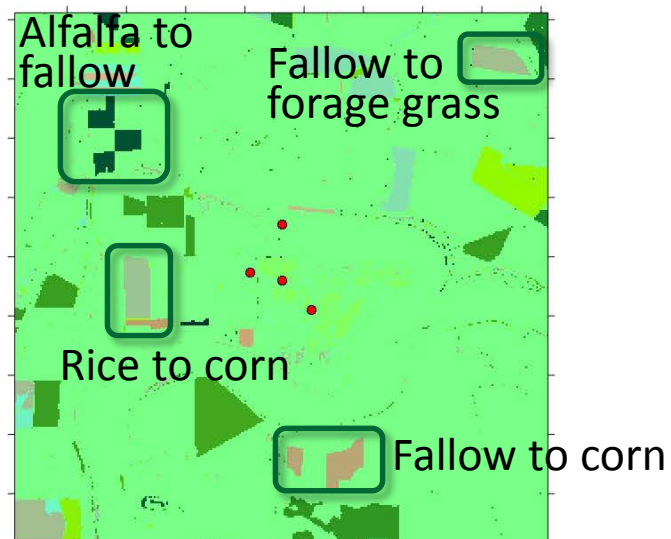 Alfalfa to
fallow
Fallow to
forage grass
Rice to corn
Fallow to corn